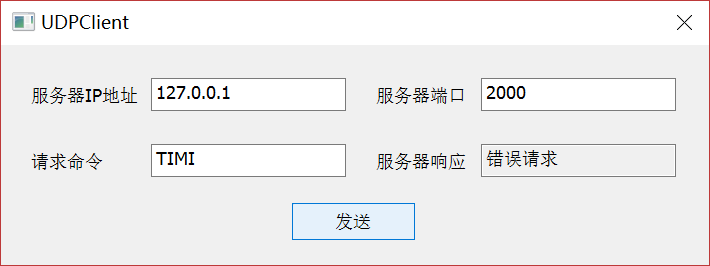 UDPClient
服务器IP地址 127.0.0.1 服务器端口 2000
请求命令 TIMI 服务器响应 错误请求
发送